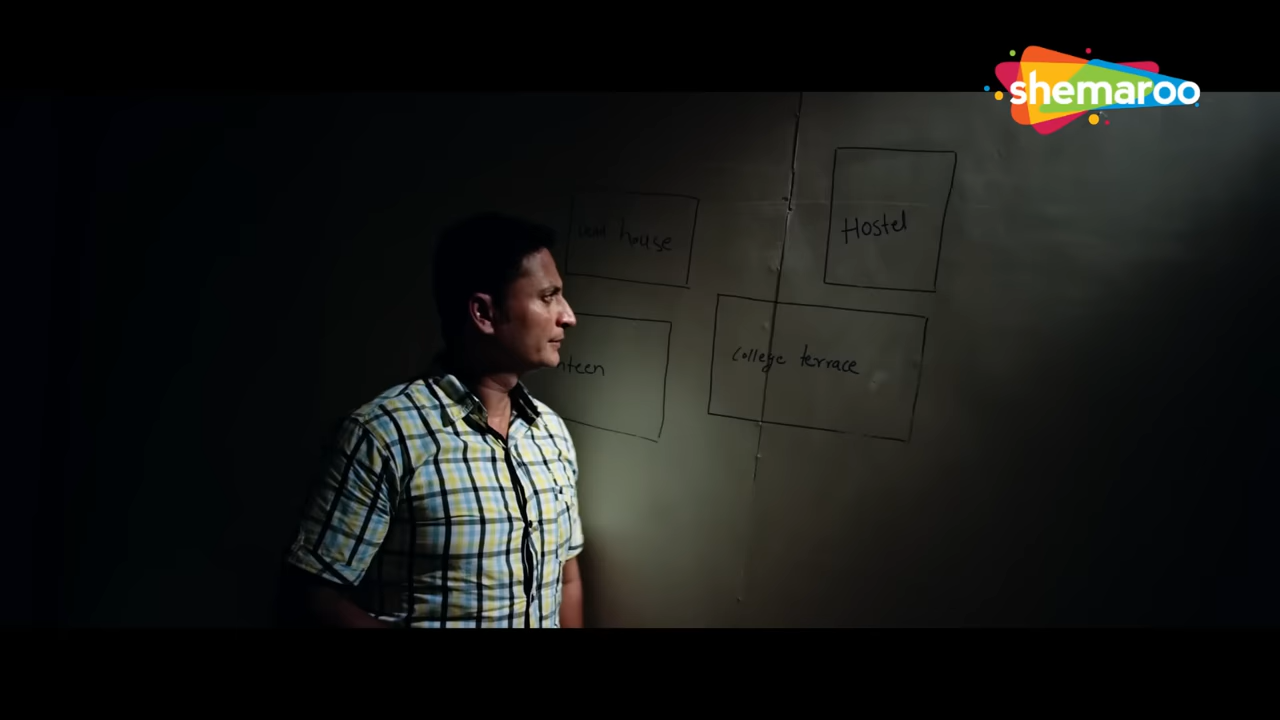 shemaroo
Hostel
house
nteen
college terrace